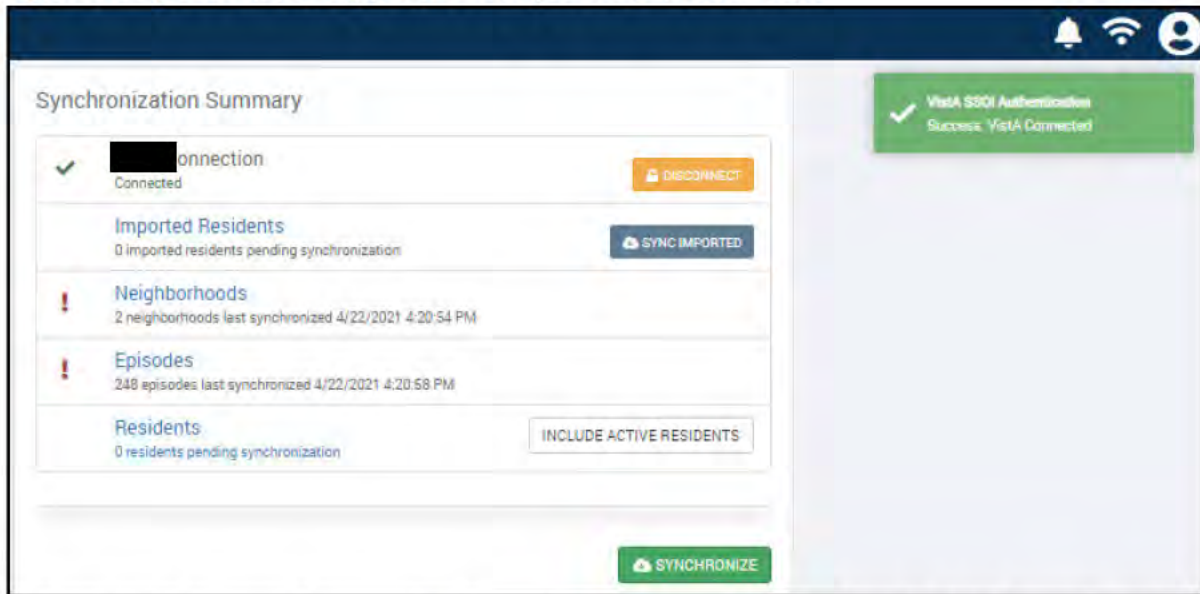 Synchronization Summary
VistA SSOi Authentication
Success, VistA Connected
onnection
Connected
DISCONNECT
Imported Residents
0 imported residents pending synchronization
SYNC IMPORTED
Neighborhoods
2 neighborhoods last synchronized 4/22/2021 4:20:54 PM
Episodes
248 episodes last synchronized 4/22/2021 4:20:58 PM
Residents
0 residents pending synchronization
INCLUDE ACTIVE RESIDENTS
SYNCHRONIZE